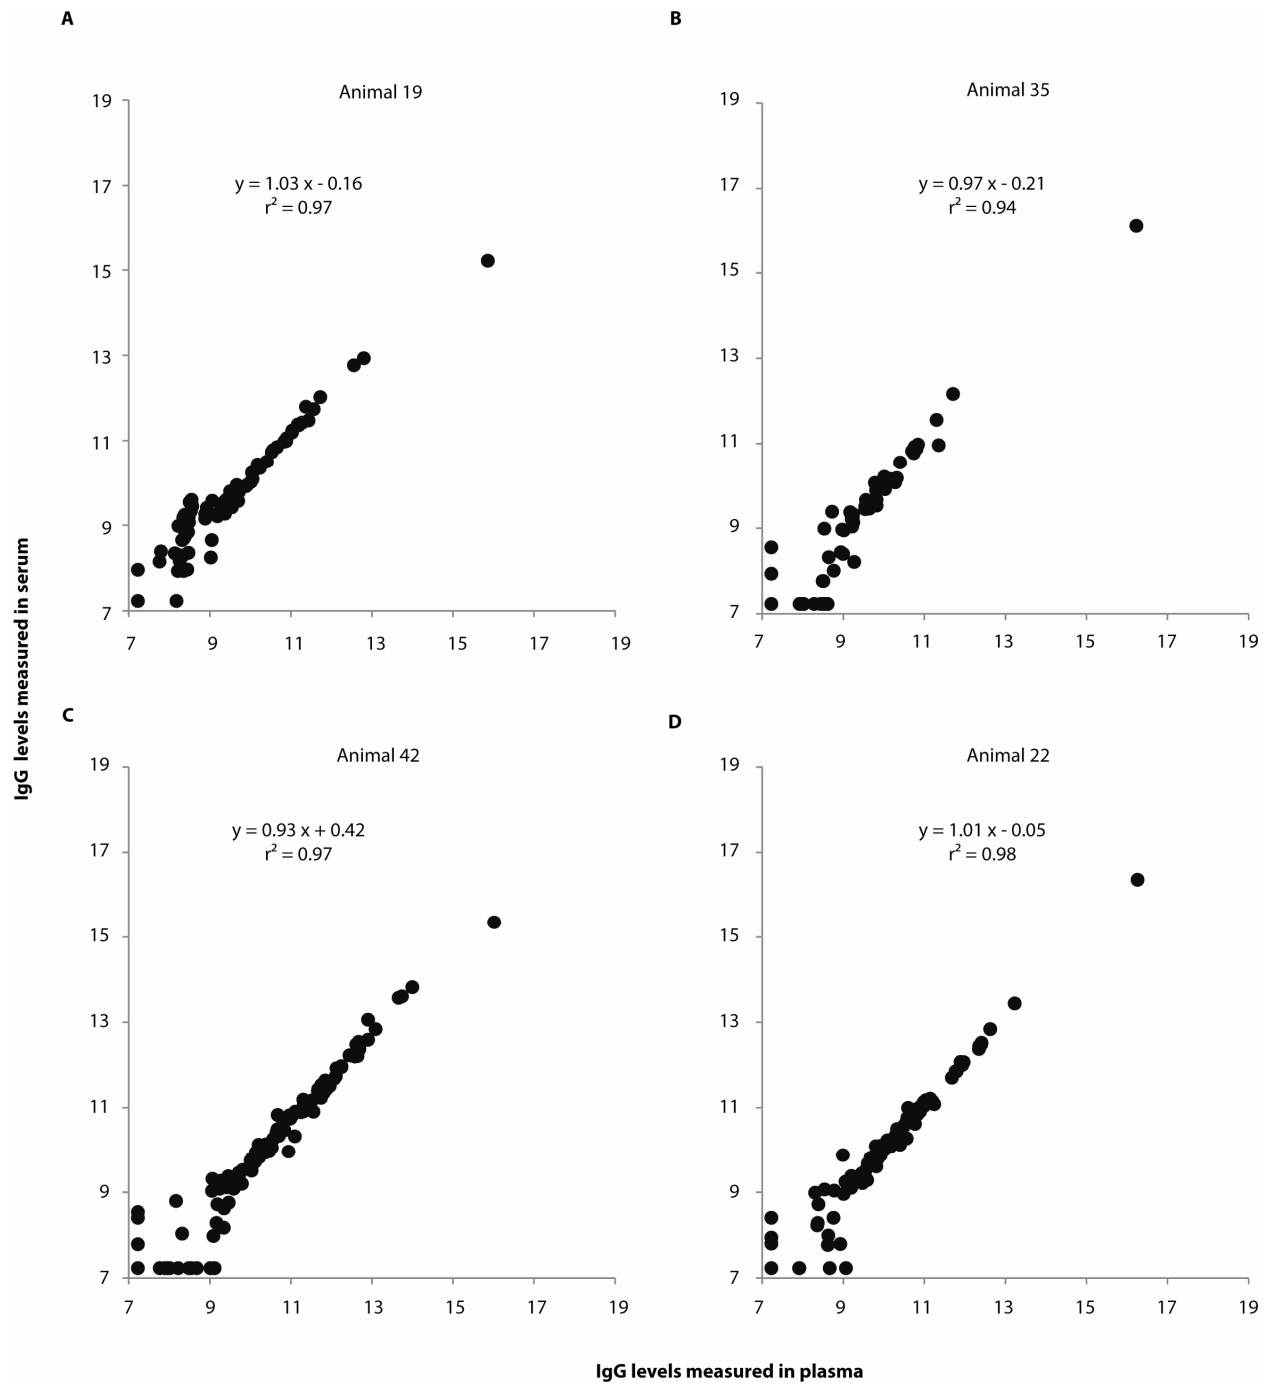 A
Animal 19
y = 1.03 x - 0.16
r² = 0.97
19
17
15
13
11
9
7
7 9 11 13 15 17 19
B
Animal 35
y = 0.97 x - 0.21
r² = 0.94
19
17
15
13
11
9
7
7 9 11 13 15 17 19
IgG levels measured in serum
C
Animal 42
y = 0.93 x + 0.42
r² = 0.97
19
17
15
13
11
9
7
7 9 11 13 15 17 19
D
Animal 22
y = 1.01 x - 0.05
r² = 0.98
19
17
15
13
11
9
7
7 9 11 13 15 17 19
IgG levels measured in plasma